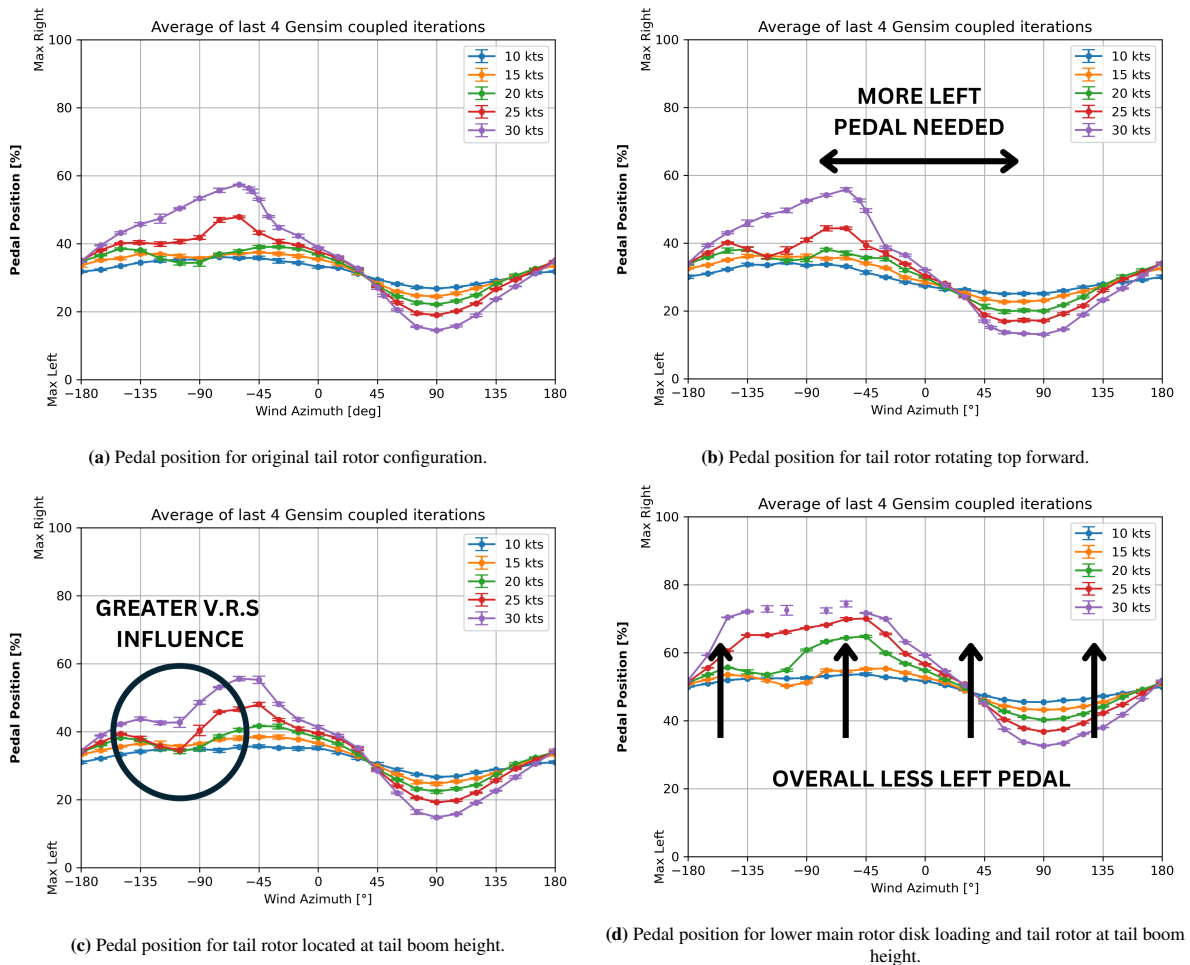 Average of last 4 Gensim coupled iterations
Max Right
100
80
60
40
20
0
Max Left
Pedal Position [%]
10 kts
15 kts
20 kts
25 kts
30 kts
−180
−135
−90
−45
0
45
90
135
180
Wind Azimuth [deg]
(a) Pedal position for original tail rotor configuration.
Average of last 4 Gensim coupled iterations
Max Right
100
80
60
40
20
0
Max Left
Pedal Position [%]
10 kts
15 kts
20 kts
25 kts
30 kts
MORE LEFT
PEDAL NEEDED
−180
−135
−90
−45
0
45
90
135
180
Wind Azimuth [°]
(b) Pedal position for tail rotor rotating top forward.
Average of last 4 Gensim coupled iterations
Max Right
100
80
60
40
20
0
Max Left
Pedal Position [%]
10 kts
15 kts
20 kts
25 kts
30 kts
GREATER V.R.S
INFLUENCE
−180
−135
−90
−45
0
45
90
135
180
Wind Azimuth [°]
(c) Pedal position for tail rotor located at tail boom height.
Average of last 4 Gensim coupled iterations
Max Right
100
80
60
40
20
0
Max Left
Pedal Position [%]
10 kts
15 kts
20 kts
25 kts
30 kts
OVERALL LESS LEFT PEDAL
−180
−135
−90
−45
0
45
90
135
180
Wind Azimuth [°]
(d) Pedal position for lower main rotor disk loading and tail rotor at tail boom
height.